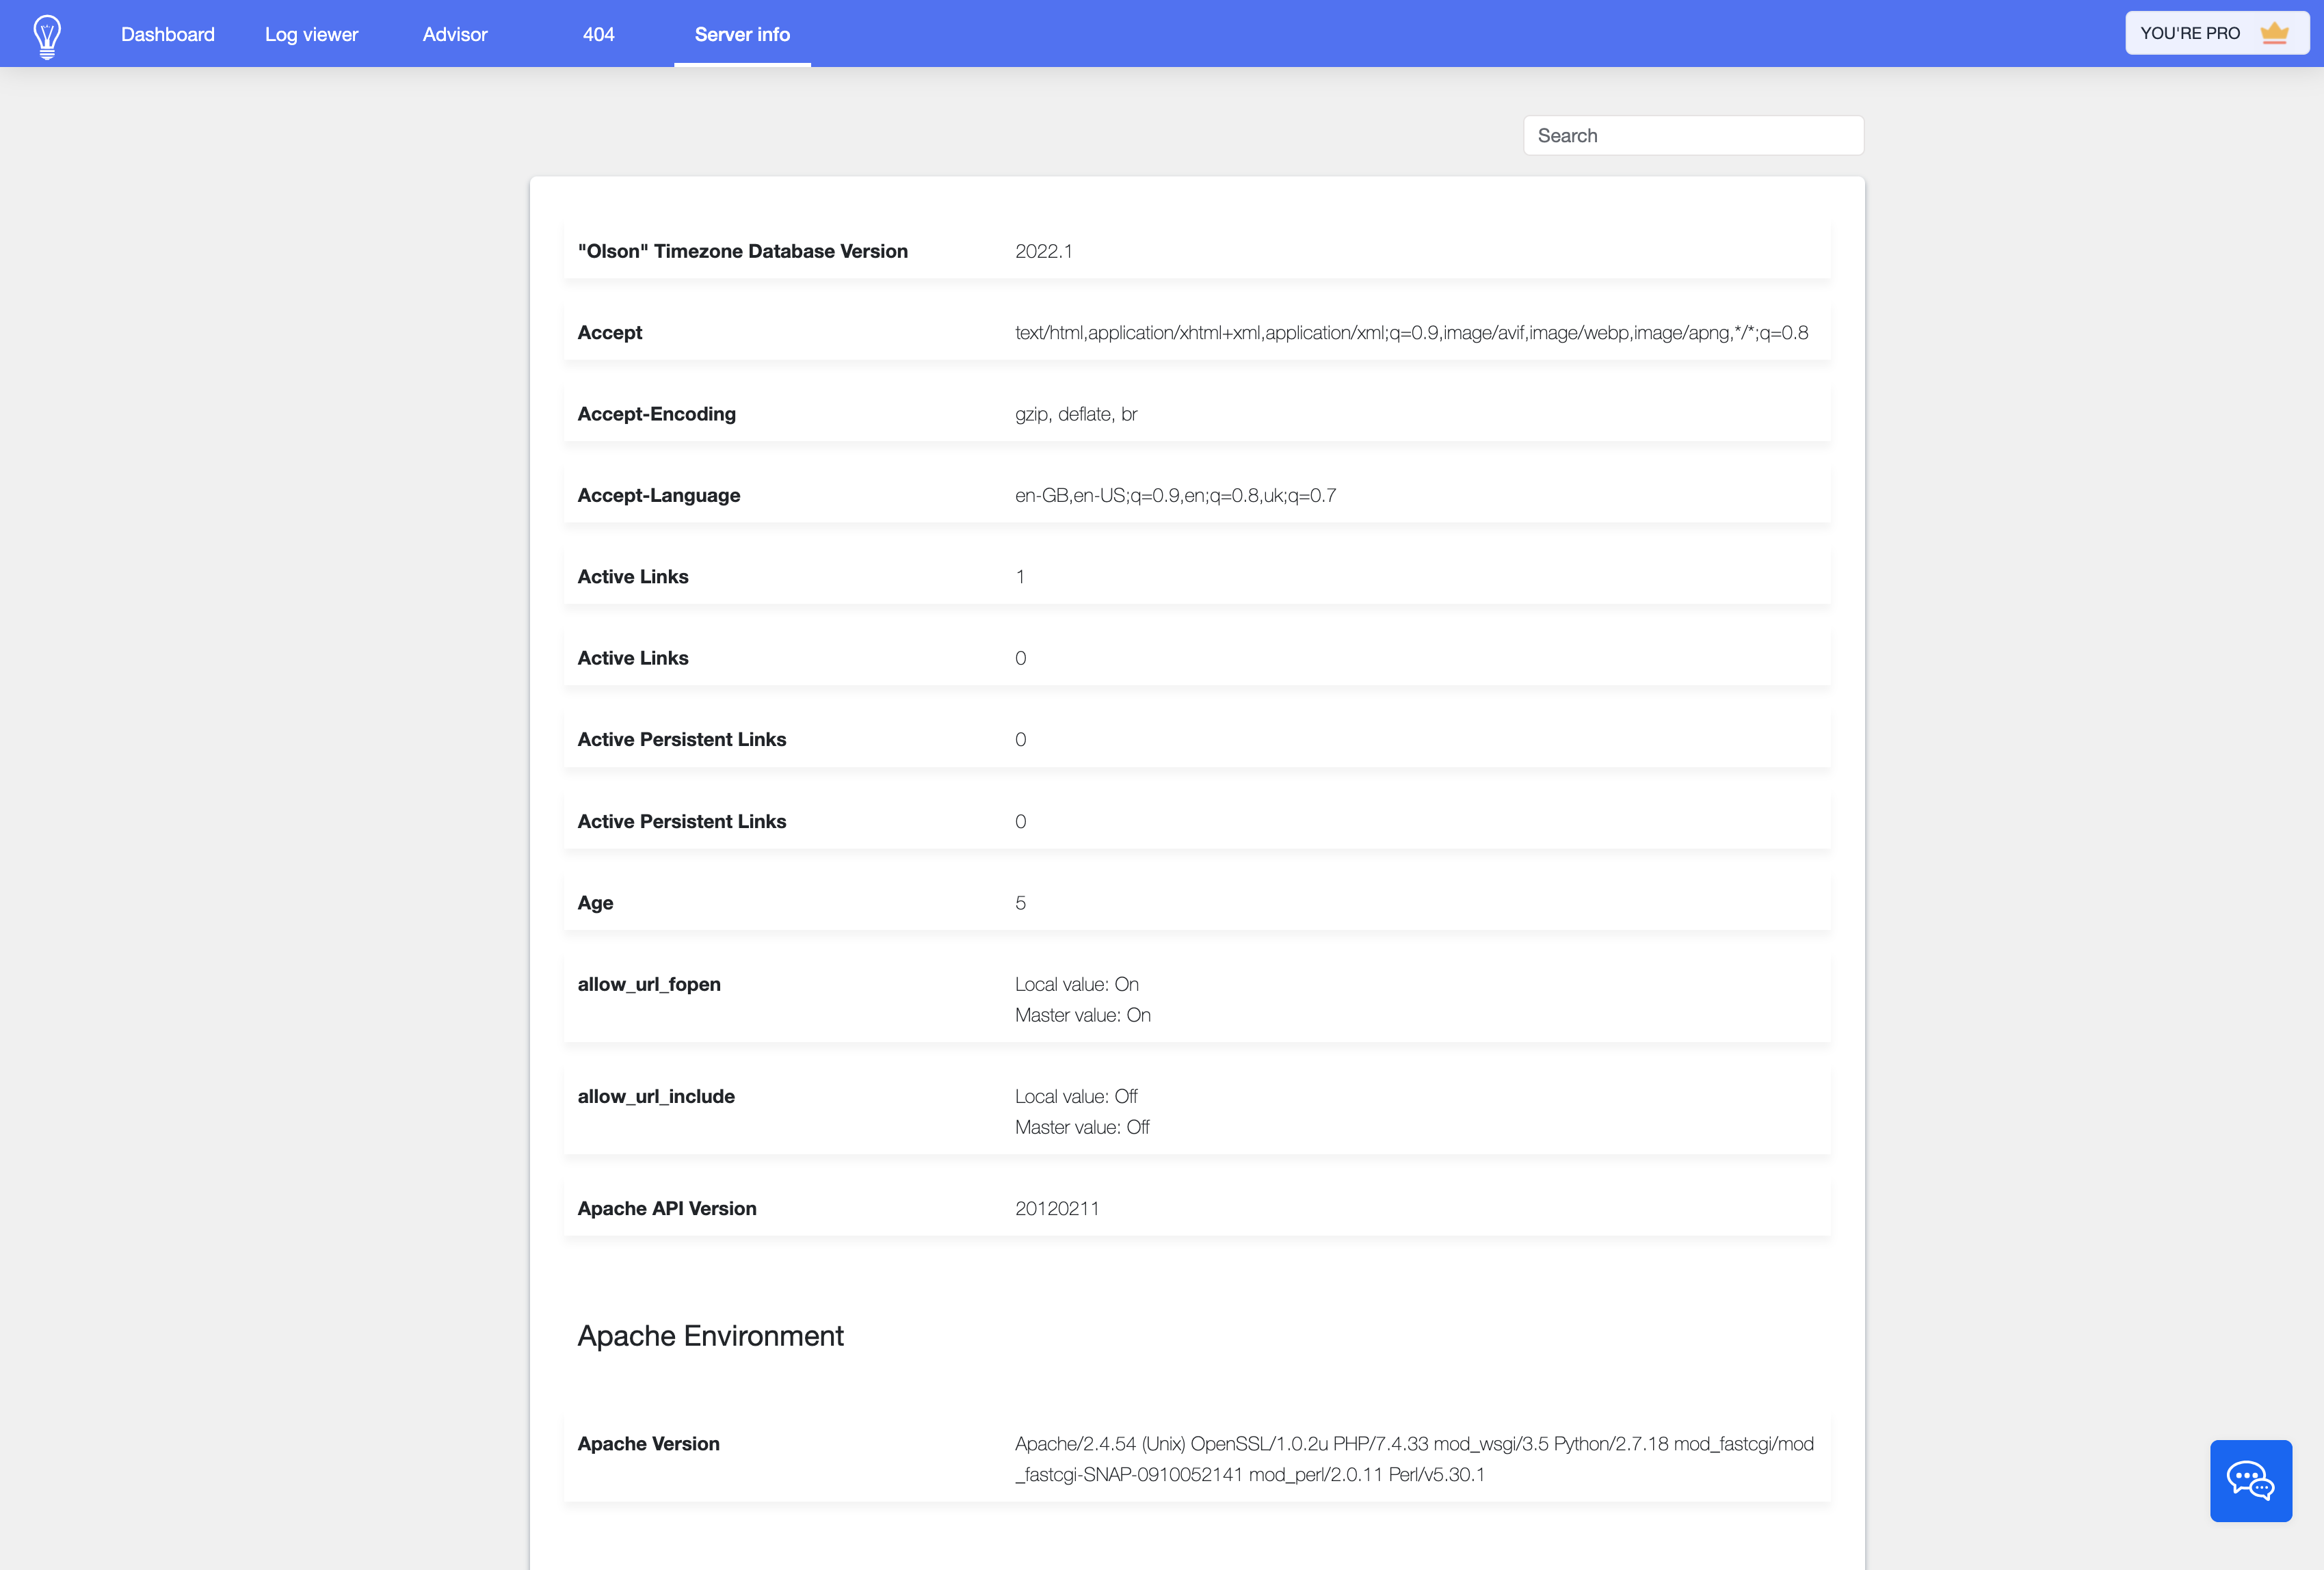 Dashboard Log viewer Advisor 404 Server info YOU'RE PRO
Search
"Olson" Timezone Database Version 2022.1
Accept text/html,application/xhtml+xml,application/xml;q=0.9,image/avif,image/webp,image/apng,*/*;q=0.8
Accept-Encoding gzip, deflate, br
Accept-Language en-GB,en-US;q=0.9,en;q=0.8,uk;q=0.7
Active Links 1
Active Links 0
Active Persistent Links 0
Active Persistent Links 0
Age 5
allow_url_fopen Local value: On
Master value: On
allow_url_include Local value: Off
Master value: Off
Apache API Version 20120211
Apache Environment
Apache Version Apache/2.4.54 (Unix) OpenSSL/1.0.2u PHP/7.4.33 mod_wsgi/3.5 Python/2.7.18 mod_fastcgi/mod
_fastcgi-SNAP-0910052141 mod_perl/2.0.11 Perl/v5.30.1